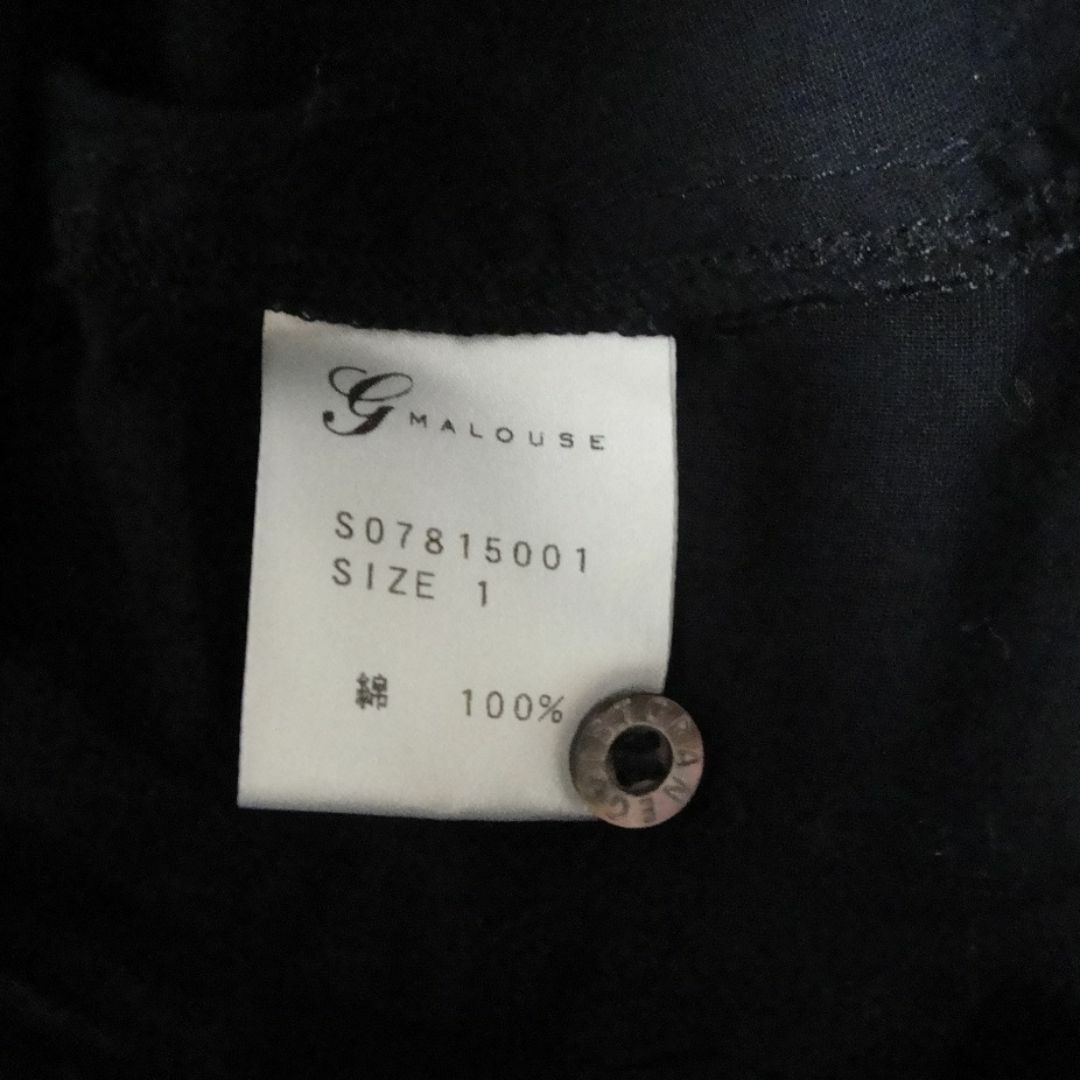 G MALOUSE
S07815001
SIZE 1
綿 100%